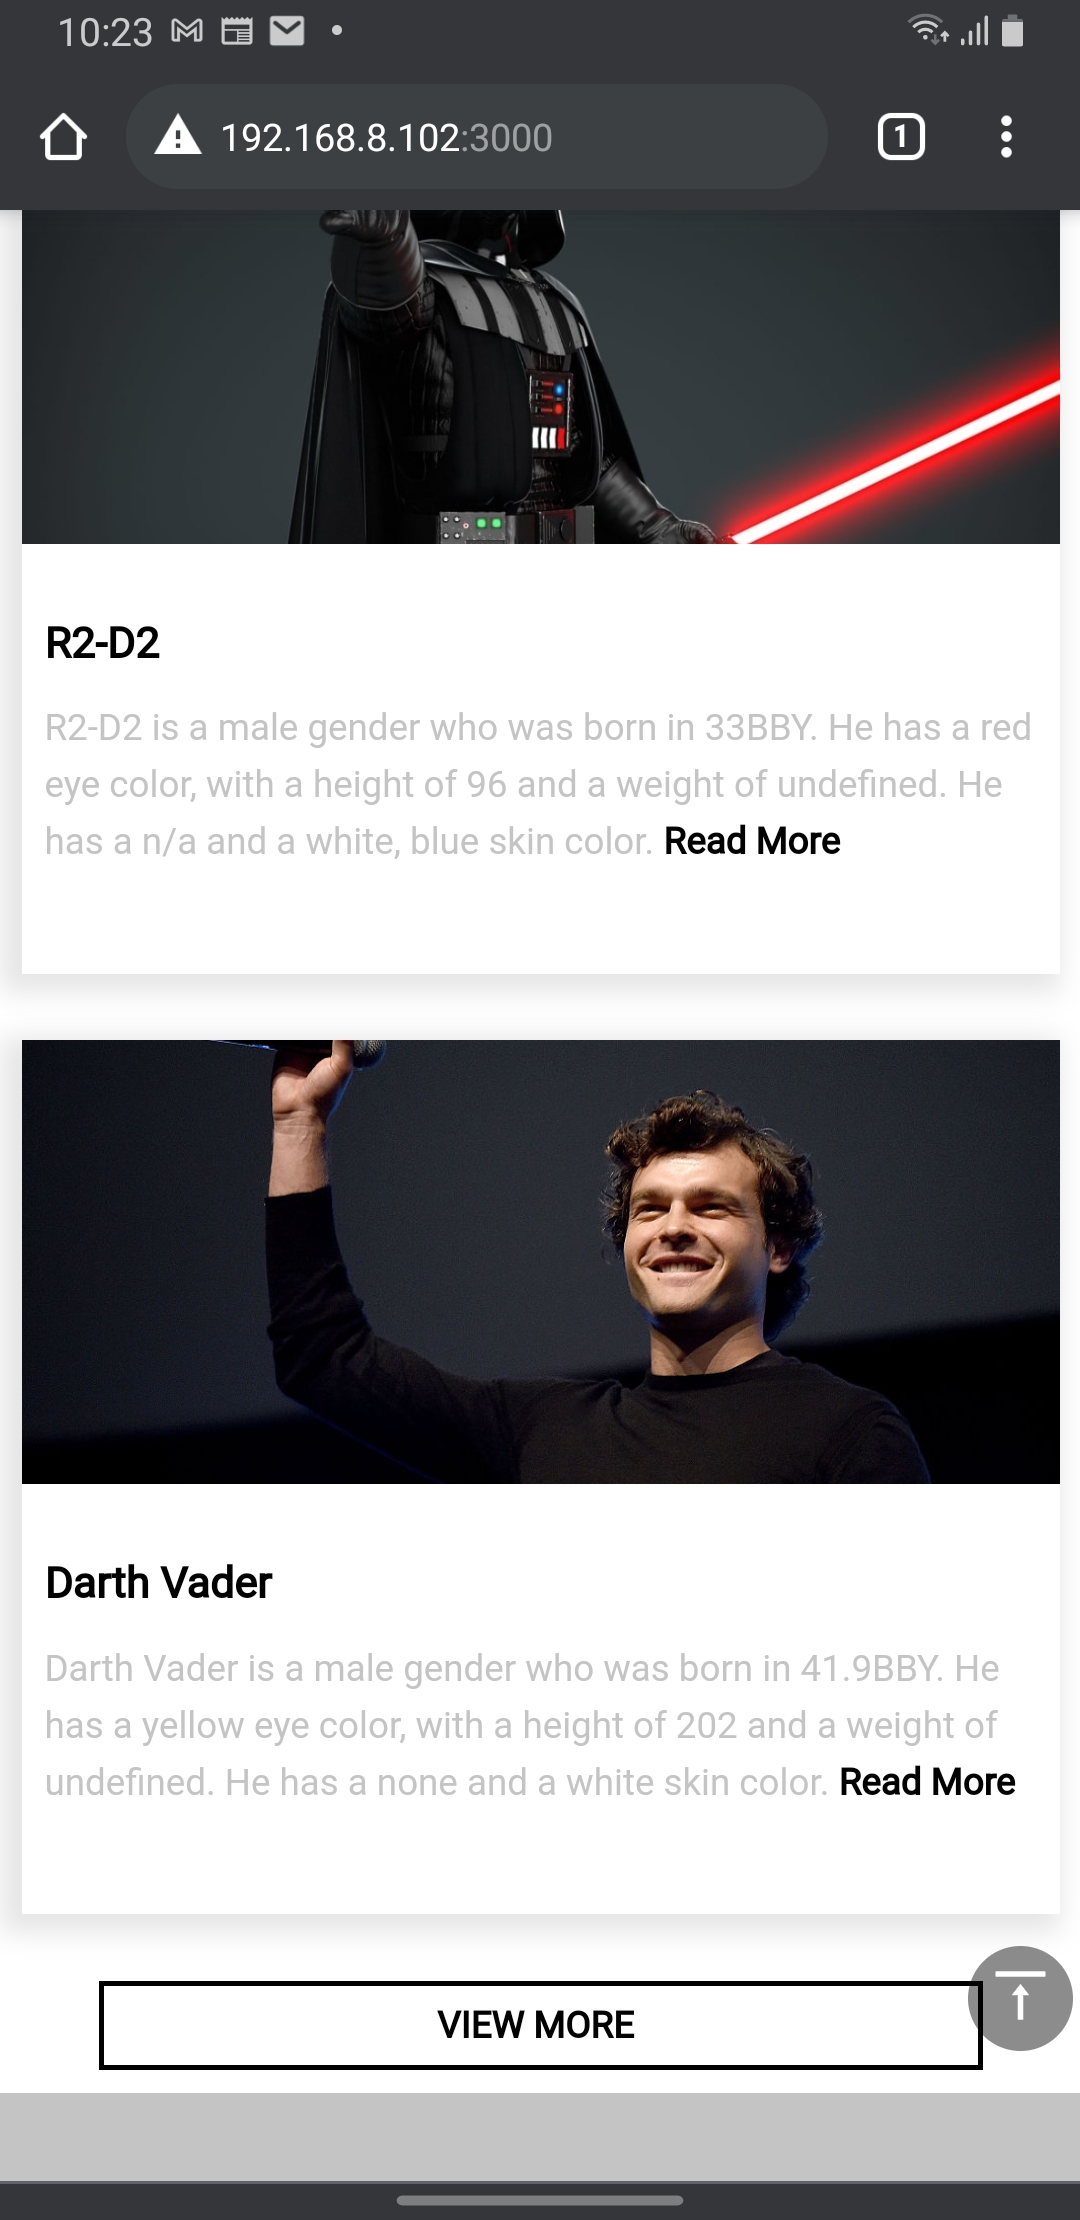 10:23
192.168.8.102:3000
1
R2-D2
R2-D2 is a male gender who was born in 33BBY. He has a red
eye color, with a height of 96 and a weight of undefined. He
has a n/a and a white, blue skin color. Read More
Darth Vader
Darth Vader is a male gender who was born in 41.9BBY. He
has a yellow eye color, with a height of 202 and a weight of
undefined. He has a none and a white skin color. Read More
VIEW MORE